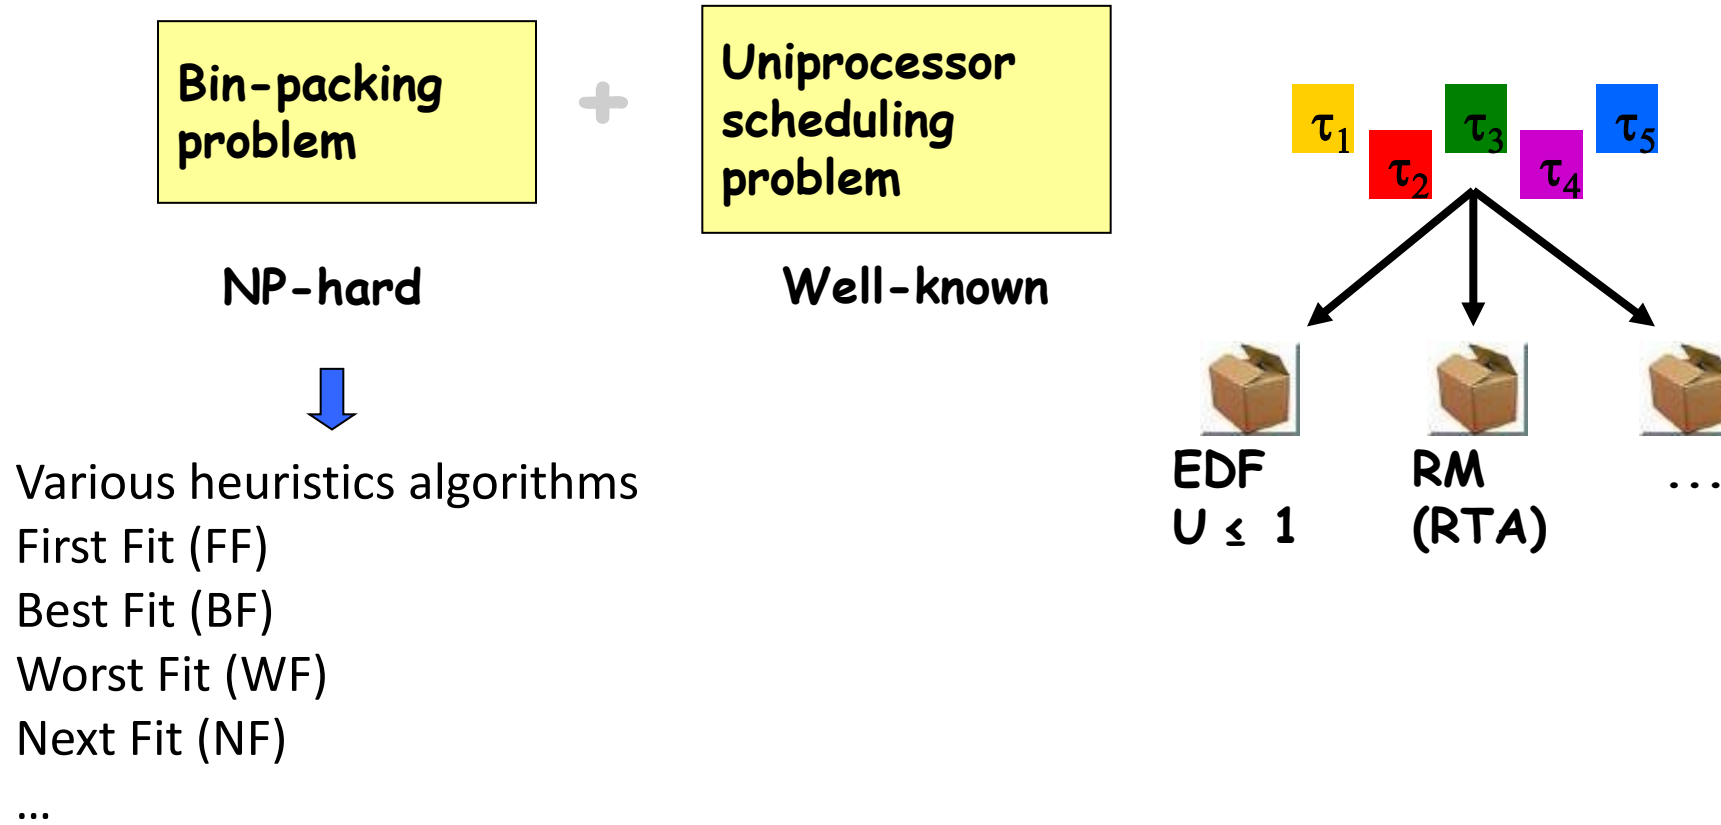 Bin-packing
problem
+
Uniprocessor
scheduling
problem
NP-hard
Well-known
Various heuristics algorithms
First Fit (FF)
Best Fit (BF)
Worst Fit (WF)
Next Fit (NF)
...
τ1
τ2
τ3
τ4
τ5
EDF
U ≤ 1
RM
(RTA)
...